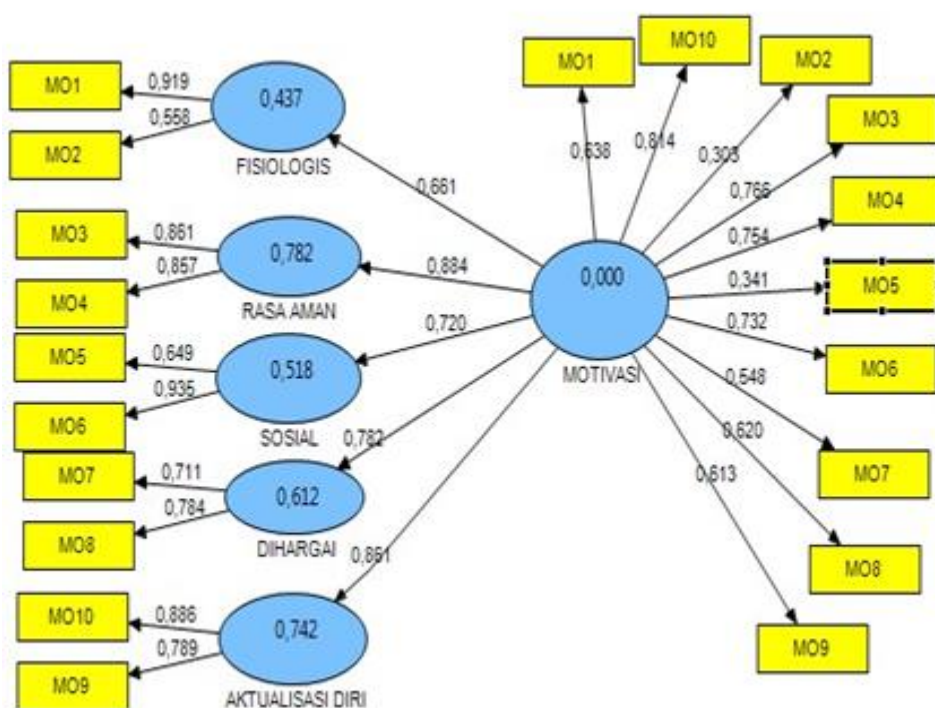 MO1
0,919
0,558
MO2
0,437
FISIOLOGIS
0,661
MO3
0,861
0,857
MO4
0,782
RASA AMAN
0,884
MO5
0,649
0,935
MO6
0,518
SOSIAL
0,720
MO7
0,711
0,784
MO8
0,612
DIHARGAI
0,782
MO10
0,886
0,789
MO9
0,742
AKTUALISASI DIRI
0,861
0,000
MOTIVASI
MO1
0,638
MO10
0,814
MO2
0,303
MO3
0,766
MO4
0,754
MO5
0,341
MO6
0,732
MO7
0,548
MO8
0,620
MO9
0,613